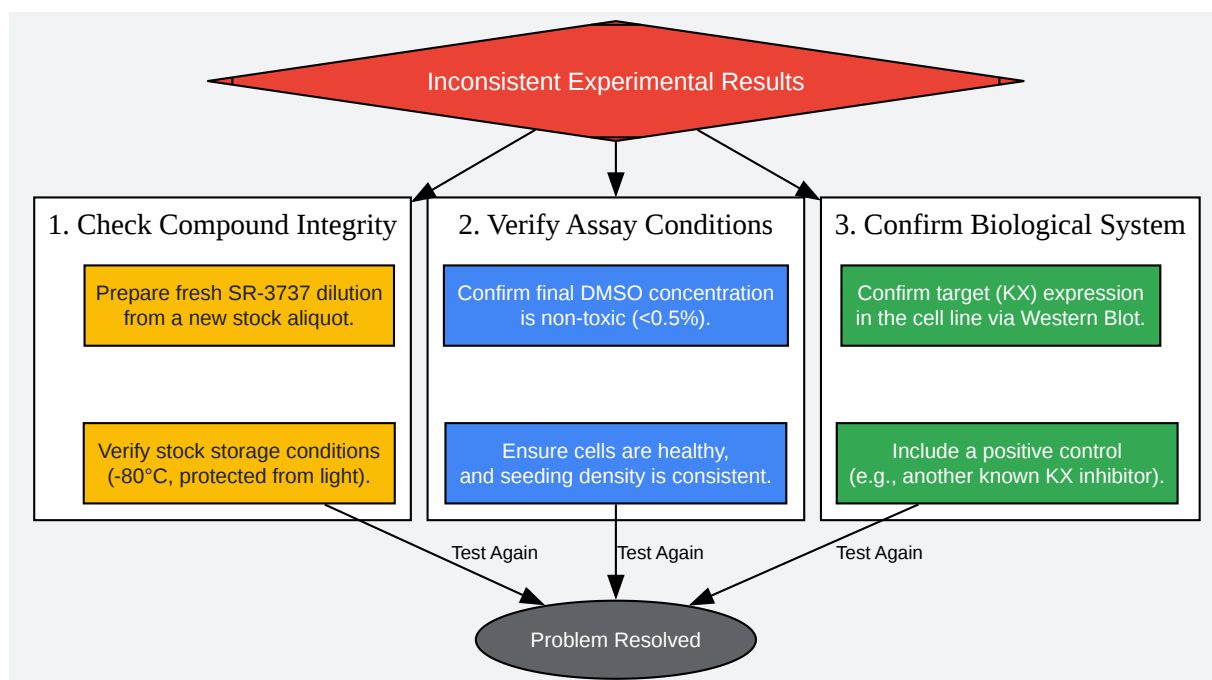 Inconsistent Experimental Results
1. Check Compound Integrity
Prepare fresh SR-3737 dilution
from a new stock aliquot.
Verify stock storage conditions
(-80°C, protected from light).
2. Verify Assay Conditions
Confirm final DMSO concentration
is non-toxic (<0.5%).
Ensure cells are healthy,
and seeding density is consistent.
3. Confirm Biological System
Confirm target (KX) expression
in the cell line via Western Blot.
Include a positive control
(e.g., another known KX inhibitor).
Test Again
Test Again
Test Again
Problem Resolved